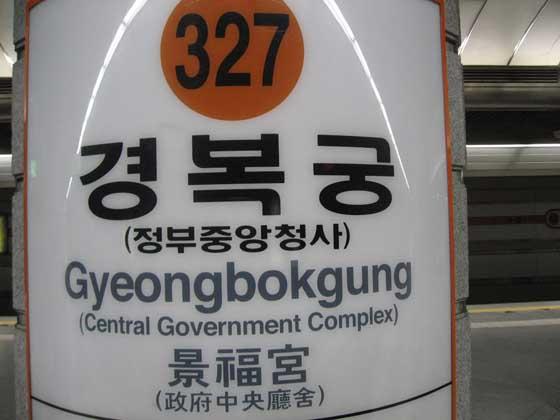 327
경복궁
(정부중앙청사)
Gyeongbokgung
(Central Government Complex)
景福宮
(政府中央廳舍)